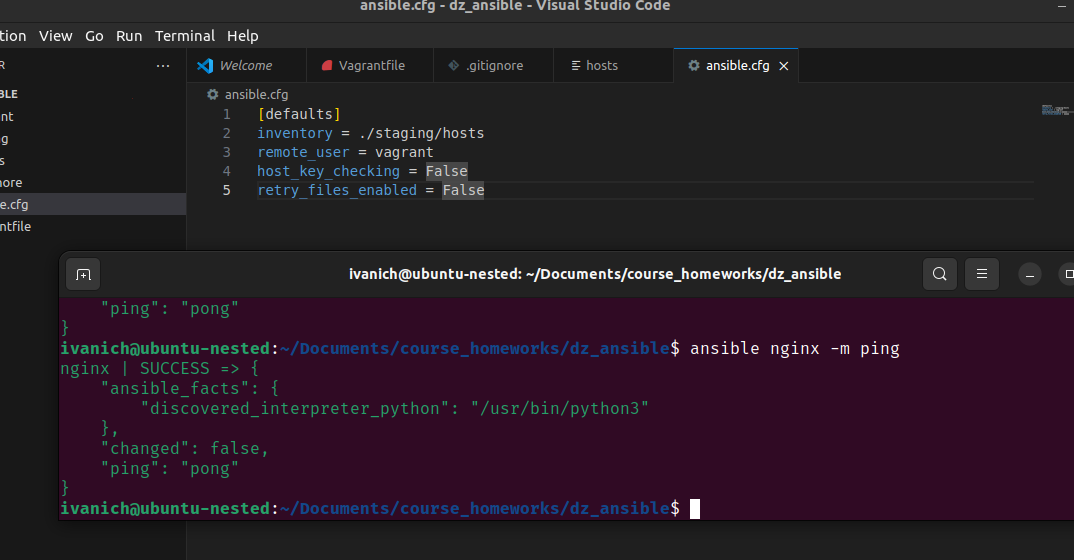 ansible.cfg - dz_ansible - Visual Studio Code
tion View Go Run Terminal Help
R
...
Welcome
Vagrantfile
.gitignore
hosts
ansible.cfg
BLE
nt
ng
s
nore
e.cfg
ntfile
ansible.cfg
1 [defaults]
2 inventory = ./staging/hosts
3 remote_user = vagrant
4 host_key_checking = False
5 retry_files_enabled = False
ivanich@ubuntu-nested: ~/Documents/course_homeworks/dz_ansible
"ping": "pong"
}
ivanich@ubuntu-nested:~/Documents/course_homeworks/dz_ansible$ ansible nginx -m ping
nginx | SUCCESS => {
"ansible_facts": {
"discovered_interpreter_python": "/usr/bin/python3"
},
"changed": false,
"ping": "pong"
}
ivanich@ubuntu-nested:~/Documents/course_homeworks/dz_ansible$